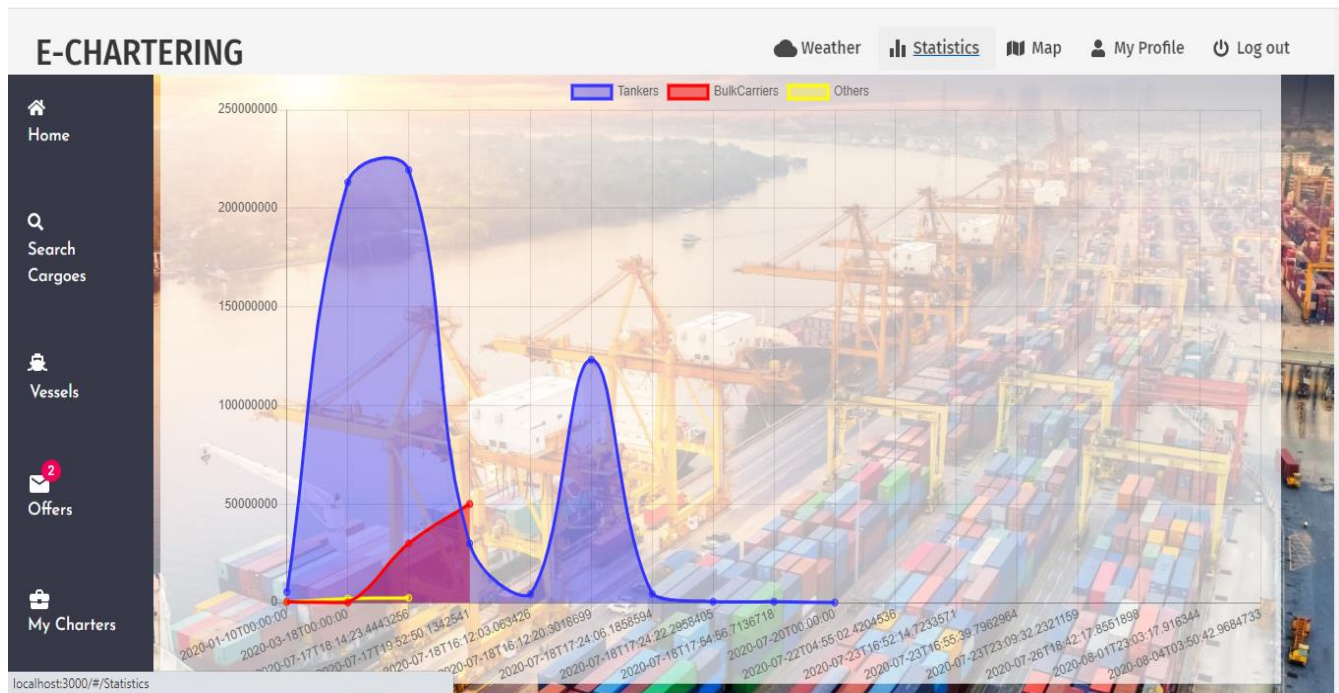 E-CHARTERING
Weather
Statistics
Map
My Profile
Log out
Home
Search
Cargoes
Vessels
2
Offers
My Charters
Tankers
BulkCarriers
Others
250000000
200000000
150000000
100000000
50000000
0
2020-01-10T00:00:00
2020-03-18T00:00:00
2020-07-17T18:14:23.4443256
2020-07-17T19:52:50.1342541
2020-07-18T16:12:03.063426
2020-07-18T16:12:20.3016699
2020-07-18T17:24:06.1858594
2020-07-18T17:24:22.2958405
2020-07-18T17:54:56.7136718
2020-07-20T00:00:00
2020-07-22T04:55:02.4204536
2020-07-23T16:52:14.7233571
2020-07-23T16:55:39.7962964
2020-07-23T23:09:32.2321159
2020-07-26T18:42:17.8551898
2020-08-01T23:03:17.916344
2020-08-04T03:50:42.9684733
localhost:3000/#/Statistics